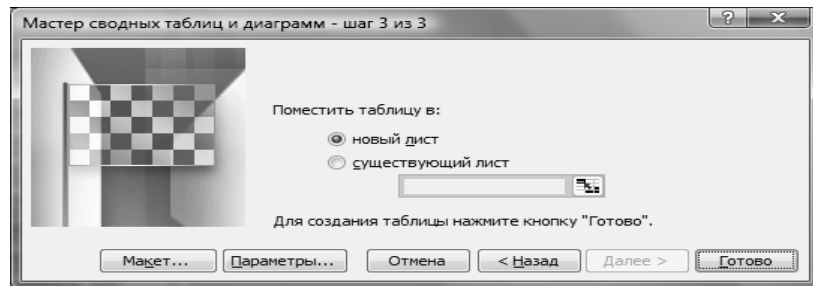 Мастер сводных таблиц и диаграмм - шаг 3 из 3
Поместить таблицу в:
новый лист
существующий лист
Для создания таблицы нажмите кнопку "Готово".
Макет... Параметры... Отмена < Назад Далее > Готово